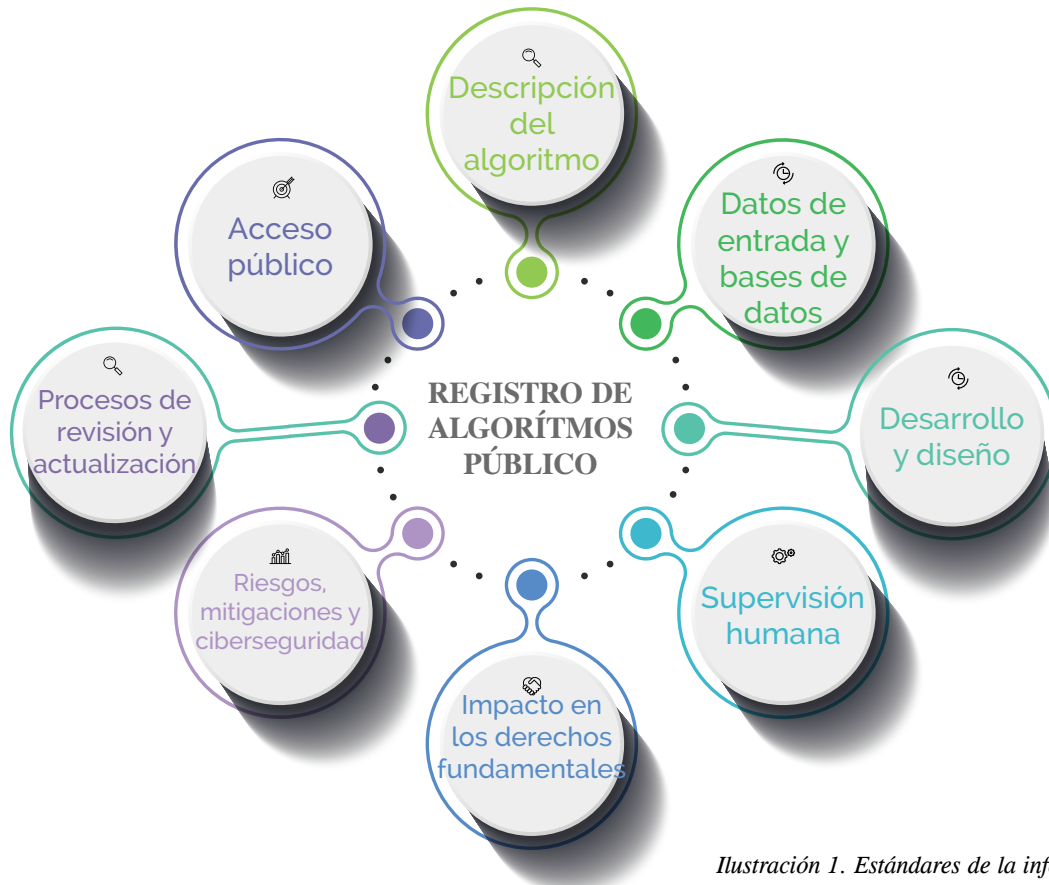 Descripción
del
algoritmo
Datos de
entrada y
bases de
datos
Desarrollo
y diseño
Supervisión
humana
Impacto en
los derechos
fundamentales
Riesgos,
mitigaciones y
ciberseguridad
Procesos de
revisión y
actualización
Acceso
público
REGISTRO DE
ALGORÍTMOS
PÚBLICO
Ilustración 1. Estándares de la